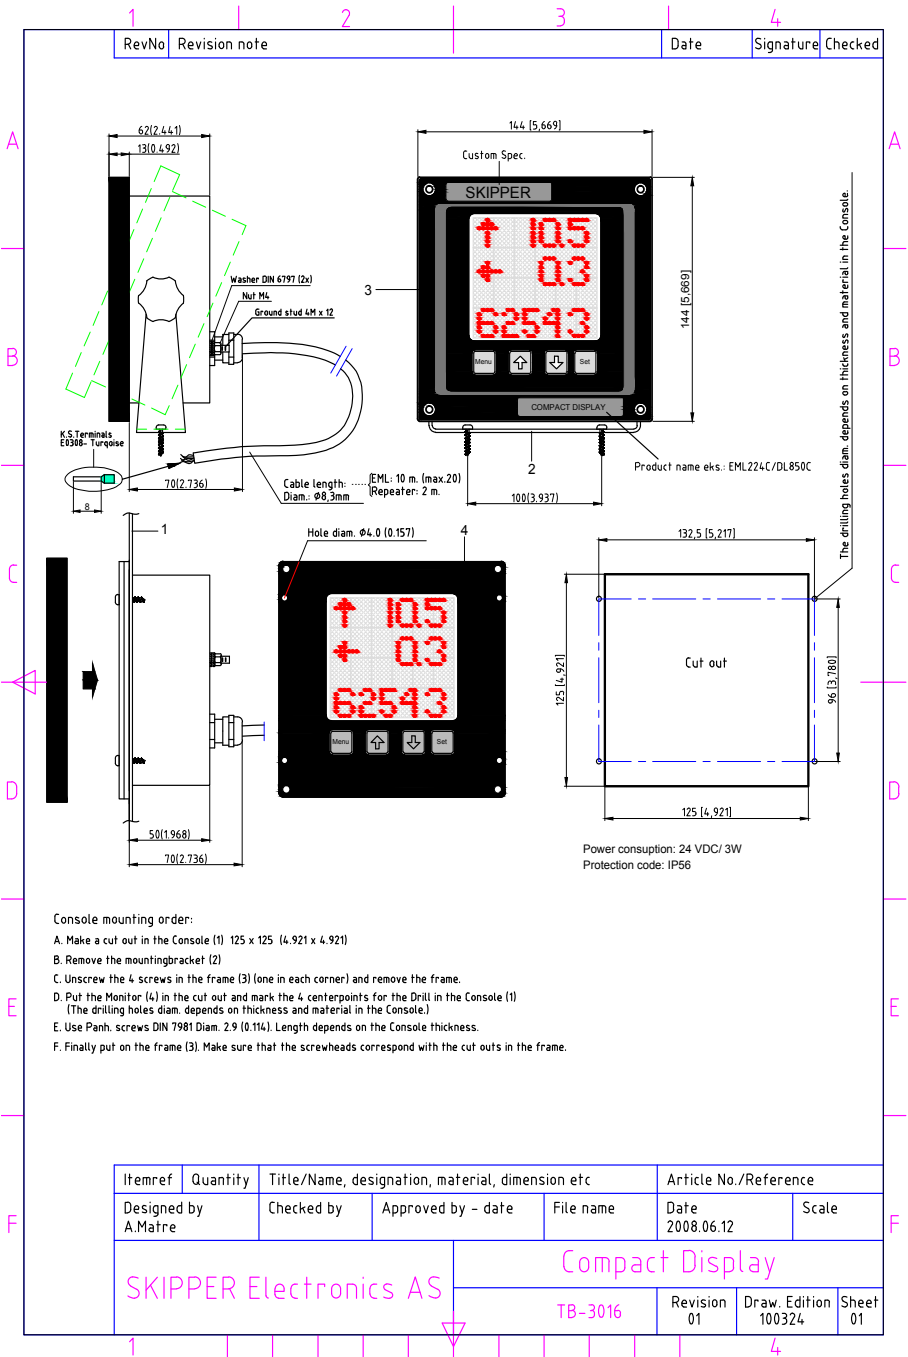 1 2 3 4
RevNo Revision note Date Signature Checked
A A
62(2.441)
13(0.492)
144 [5,669]
Custom Spec.
SKIPPER
10.5
0.3
62543
Menu Set
COMPACT DISPLAY
3
144 [5,669]
The drilling holes diam. depends on thickness and material in the Console.
Washer DIN 6797 (2x)
Nut M4
Ground stud 4M x 12
B B
K.S.Terminals
E0308- Turqoise
8
70(2.736)
Cable length: ......
EML: 10 m. (max.20)
Repeater: 2 m.
Diam.: Ø8,3mm
2
Product name eks.: EML224C/DL850C
100(3.937)
1
Hole diam. Ø4.0 (0.157)
4
132,5 [5,217]
C C
10.5
0.3
62543
Menu Set
125 [4,921]
Cut out
96 [3,780]
125 [4,921]
D D
50(1.968)
70(2.736)
Power consuption: 24 VDC/ 3W
Protection code: IP56
Console mounting order:
A. Make a cut out in the Console (1) 125 x 125 (4.921 x 4.921)
B. Remove the mountingbracket (2)
C. Unscrew the 4 screws in the frame (3) (one in each corner) and remove the frame.
D. Put the Monitor (4) in the cut out and mark the 4 centerpoints for the Drill in the Console (1)
(The drilling holes diam. depends on thickness and material in the Console.)
E. Use Panh. screws DIN 7981 Diam. 2.9 (0.114). Length depends on the Console thickness.
F. Finally put on the frame (3). Make sure that the screwheads correspond with the cut outs in the frame.
E E
Itemref Quantity Title/Name, designation, material, dimension etc Article No./Reference
Designed by Checked by Approved by - date File name Date Scale
A.Matre 2008.06.12
F F
SKIPPER Electronics AS
Compact Display
TB-3016
Revision Draw. Edition Sheet
01 100324 01
1 4